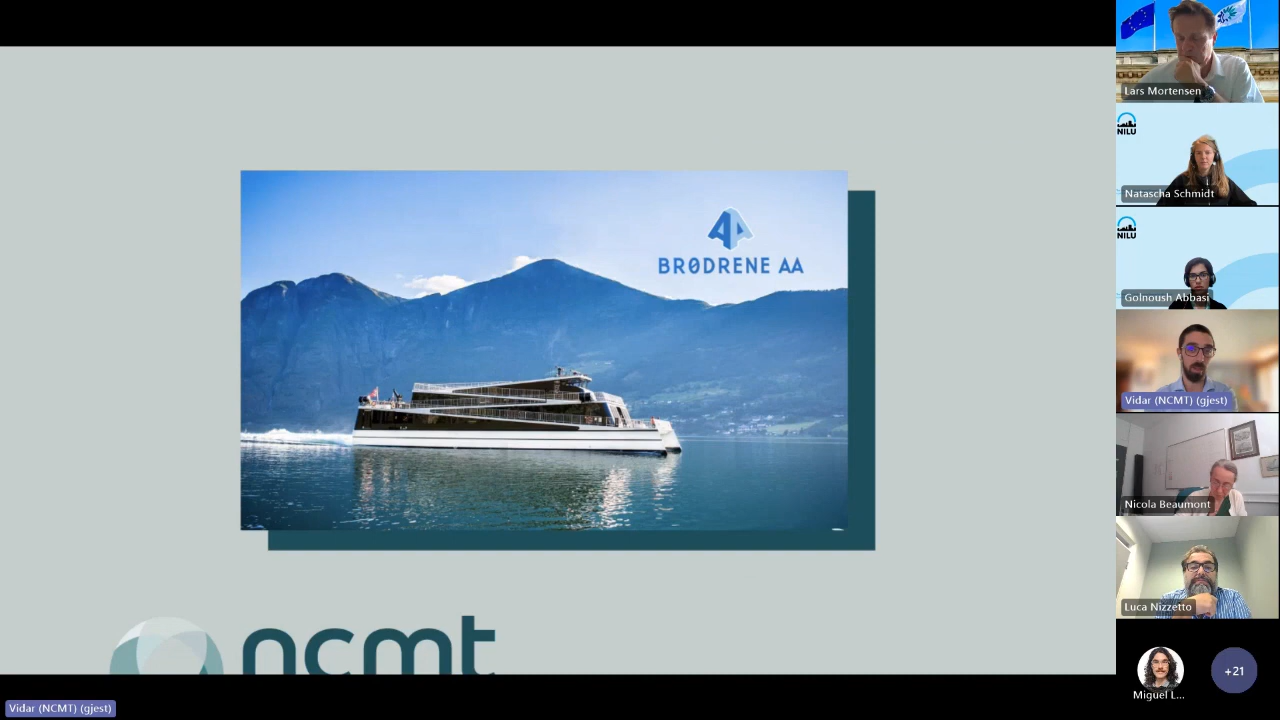 BRØDRENE AA
ncmt
Vidar (NCMT) (gjest)
Lars Mortensen
NILU
Natascha Schmidt
NILU
Golnoush Abbasi
Vidar (NCMT) (gjest)
Nicola Beaumont
Luca Nizzetto
Miguel L...
+21